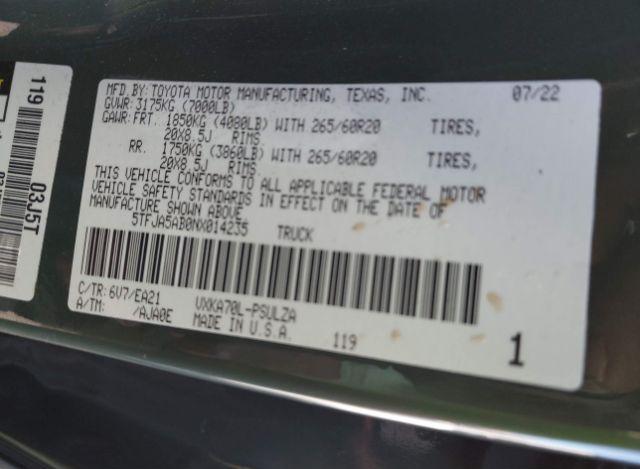 MFD.BY:TOYOTA MOTOR MANUFACTURING, TEXAS, INC. 07/22
GVWR: 3175KG (7000LB)
GAWR: FRT. 1850KG (4080LB) WITH 265/60R20 TIRES,
20X8.5J RIMS
RR. 1750KG (3860LB) WITH 265/60R20 TIRES,
20X8.5J RIMS
THIS VEHICLE CONFORMS TO ALL APPLICABLE FEDERAL MOTOR
VEHICLE SAFETY STANDARDS IN EFFECT ON THE DATE OF
MANUFACTURE SHOWN ABOVE.
5TFJA5AB0NX014235 TRUCK
C/TR: 6V7/EA21 VXKA70L-PSULZA
A/TM: /AJA0E MADE IN U.S.A. 119 1
119 03J5T